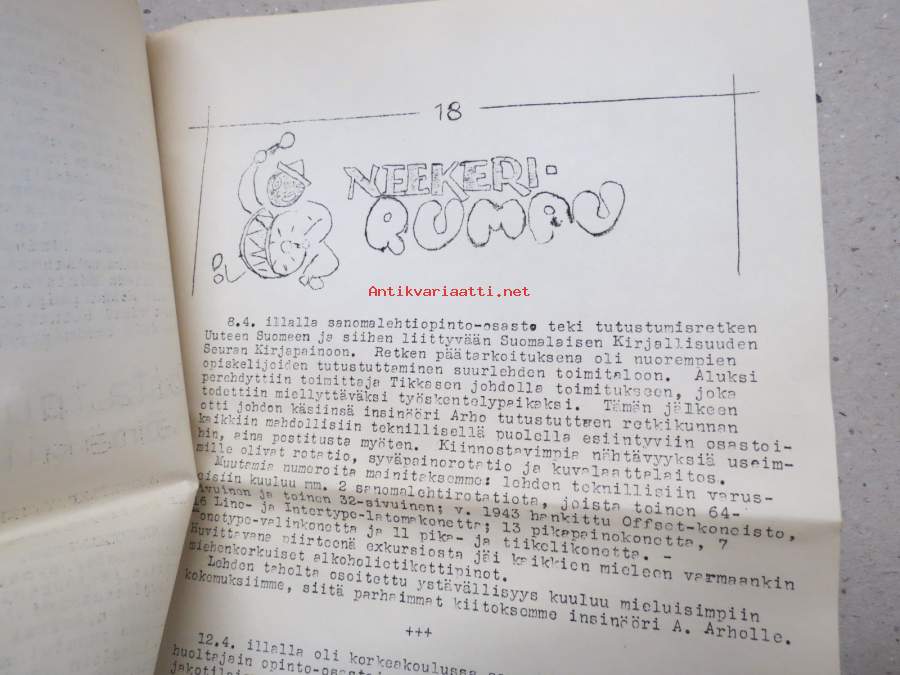 18
NEEKERI-
RUMPU
Antikvariaatti.net
8.4. illalla sanomalehtiopinto-osasto teki tutustumisretken
Uuteen Suomeen ja siihen liittyvään Suomalaisen Kirjallisuuden
Seuran Kirjapainoon. Retken päätarkoituksena oli nuorempien
opiskelijoiden tutustuttaminen suurlehden toimitaloon. Aluksi
perehdyttiin toimittaja Tikkasen johdolla toimitukseen, joka
todettiin miellyttäväksi työskentelypaikaksi. Tämän jälkeen
otti johdon käsiinsä insinööri Arho tutustuttaen retkikunnan
kaikkiin mahdollisiin teknillisellä puolella esiintyviin osastoi-
hin, aina postitusta myöten. Kiinnostavimpia nähtävyyksiä useim-
mille olivat rotatio, syväpainorotatio ja kuvalaattalaitos.
Muutamia numeroita mainitaksemme: lehden teknillisiin varus-
teisiin kuuluu mm. 2 sanomalehtirotatiota, joista toinen 64-
sivuinen ja toinen 32-sivuinen; v. 1943 hankittu Offset-koneisto,
16 Lino- ja Intertype-latomakonetta; 13 pikapainokonetta, 7
Monotype-valinkonetta ja 11 pika- ja tiikelikonetta. -
Huvittavana piirteenä exkursiosta jäi kaikkien mieleen varmaankin
miehenkorkuiset alkoholietikettipinot.
Lehden taholta osoitettu ystävällisyys kuuluu mieluisimpiin
kokemuksiimme, siitä parhaimmat kiitoksemme insinööri A. Arholle.
+++
12.4. illalla oli korkeakoulussa
huoltajain